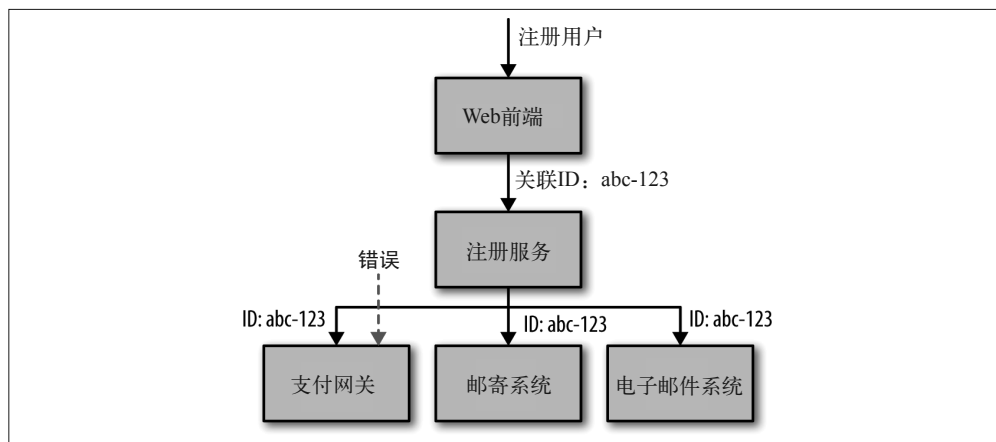 注册用户
Web前端
关联ID：abc-123
注册服务
错误
ID: abc-123
ID: abc-123
ID: abc-123
支付网关
邮寄系统
电子邮件系统